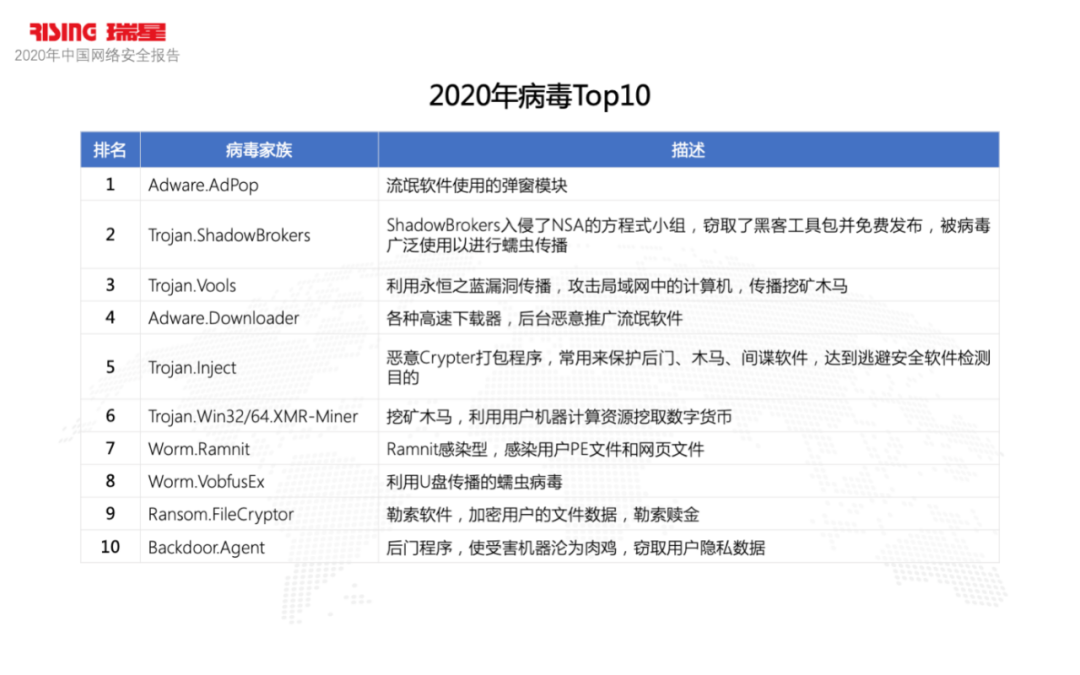 RISING 瑞星
2020年中国网络安全报告
2020年病毒Top10
排名 病毒家族 描述
1 Adware.AdPop 流氓软件使用的弹窗模块
2 Trojan.ShadowBrokers ShadowBrokers入侵了NSA的方程式小组，窃取了黑客工具包并免费发布，被病毒
广泛使用以进行蠕虫传播
3 Trojan.Vools 利用永恒之蓝漏洞传播，攻击局域网中的计算机，传播挖矿木马
4 Adware.Downloader 各种高速下载器，后台恶意推广流氓软件
5 Trojan.Inject 恶意Crypter打包程序，常用来保护后门、木马、间谍软件，达到逃避安全软件检测
目的
6 Trojan.Win32/64.XMR-Miner 挖矿木马，利用用户机器计算资源挖取数字货币
7 Worm.Ramnit Ramnit感染型，感染用户PE文件和网页文件
8 Worm.VobfusEx 利用U盘传播的蠕虫病毒
9 Ransom.FileCryptor 勒索软件，加密用户的文件数据，勒索赎金
10 Backdoor.Agent 后门程序，使受害机器沦为肉鸡，窃取用户隐私数据